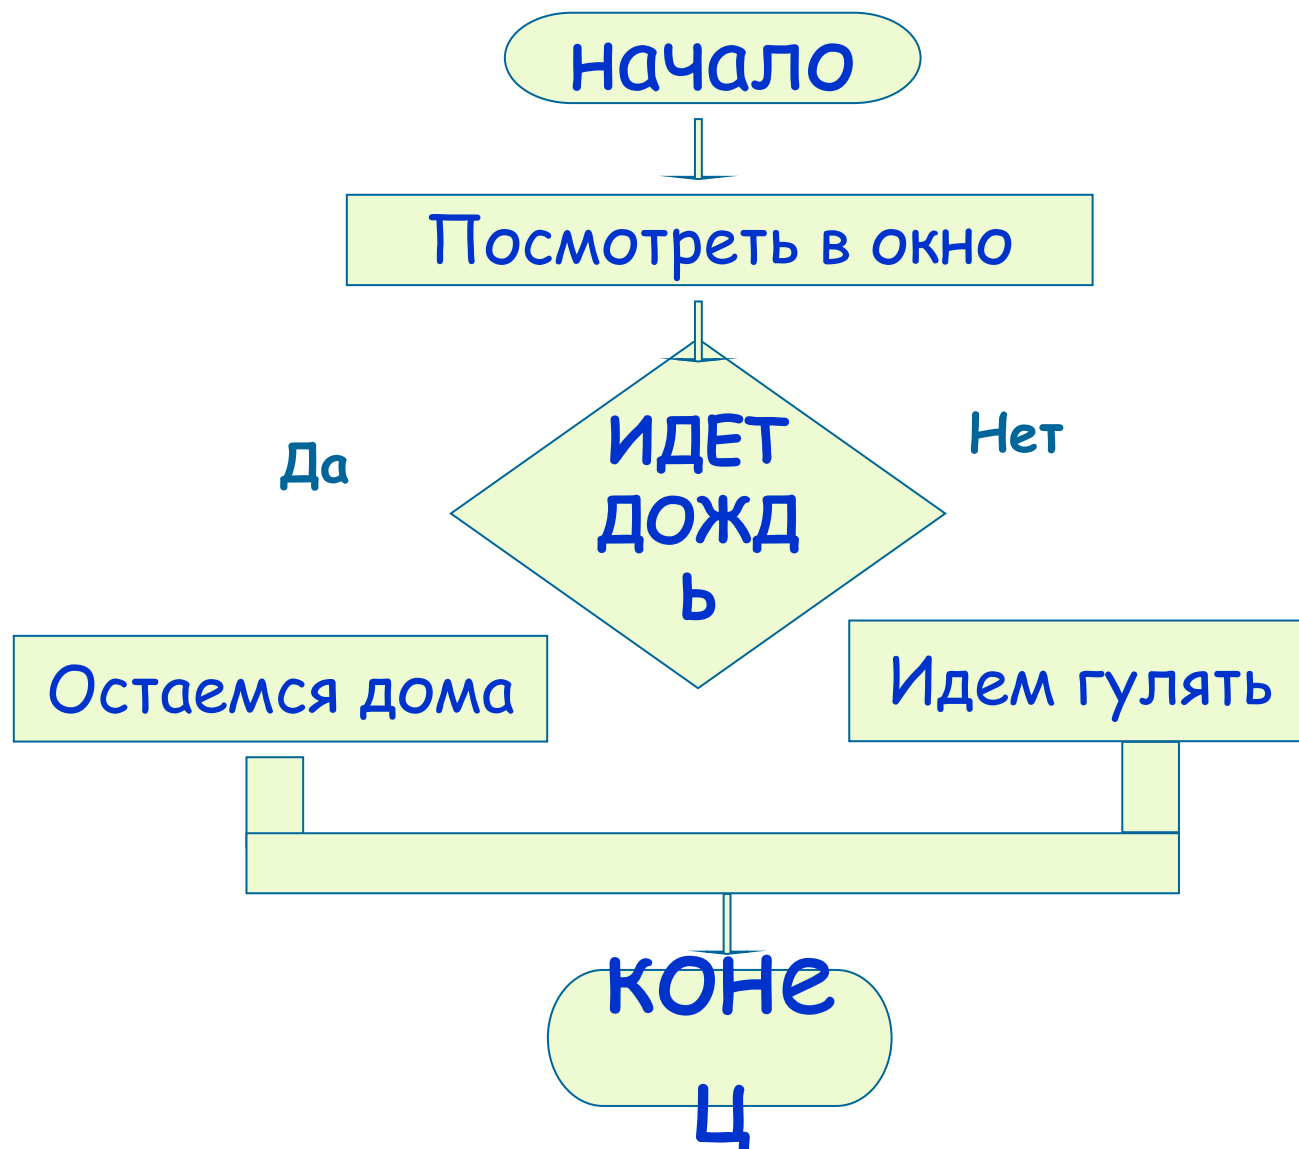 начало
Посмотреть в окно
ИДЕТ
ДОЖД
Ь
Да
Нет
Остаемся дома
Идем гулять
коне
ц